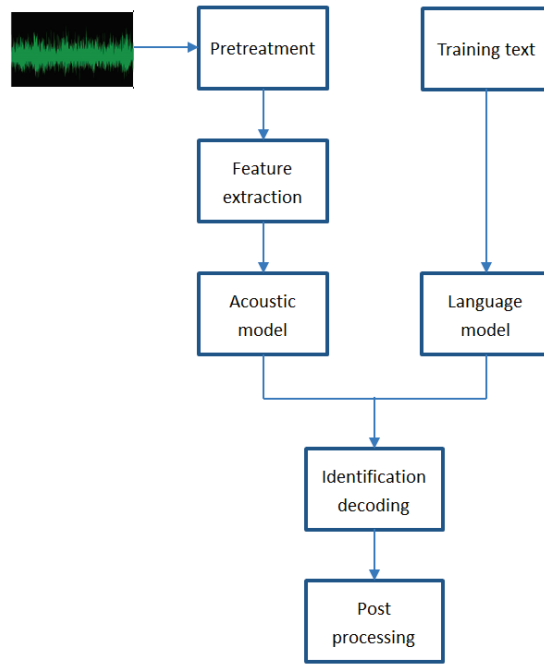 Pretreatment
Training text
Feature
extraction
Acoustic
model
Language
model
Identification
decoding
Post
processing